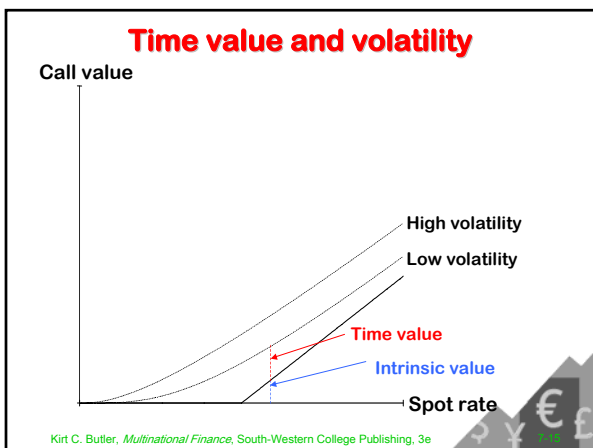 Time value and volatility
Call value
High volatility
Low volatility
Time value
Intrinsic value
Spot rate
$ ¥ € £
Kirt C. Butler, Multinational Finance, South-Western College Publishing, 3e
7-15